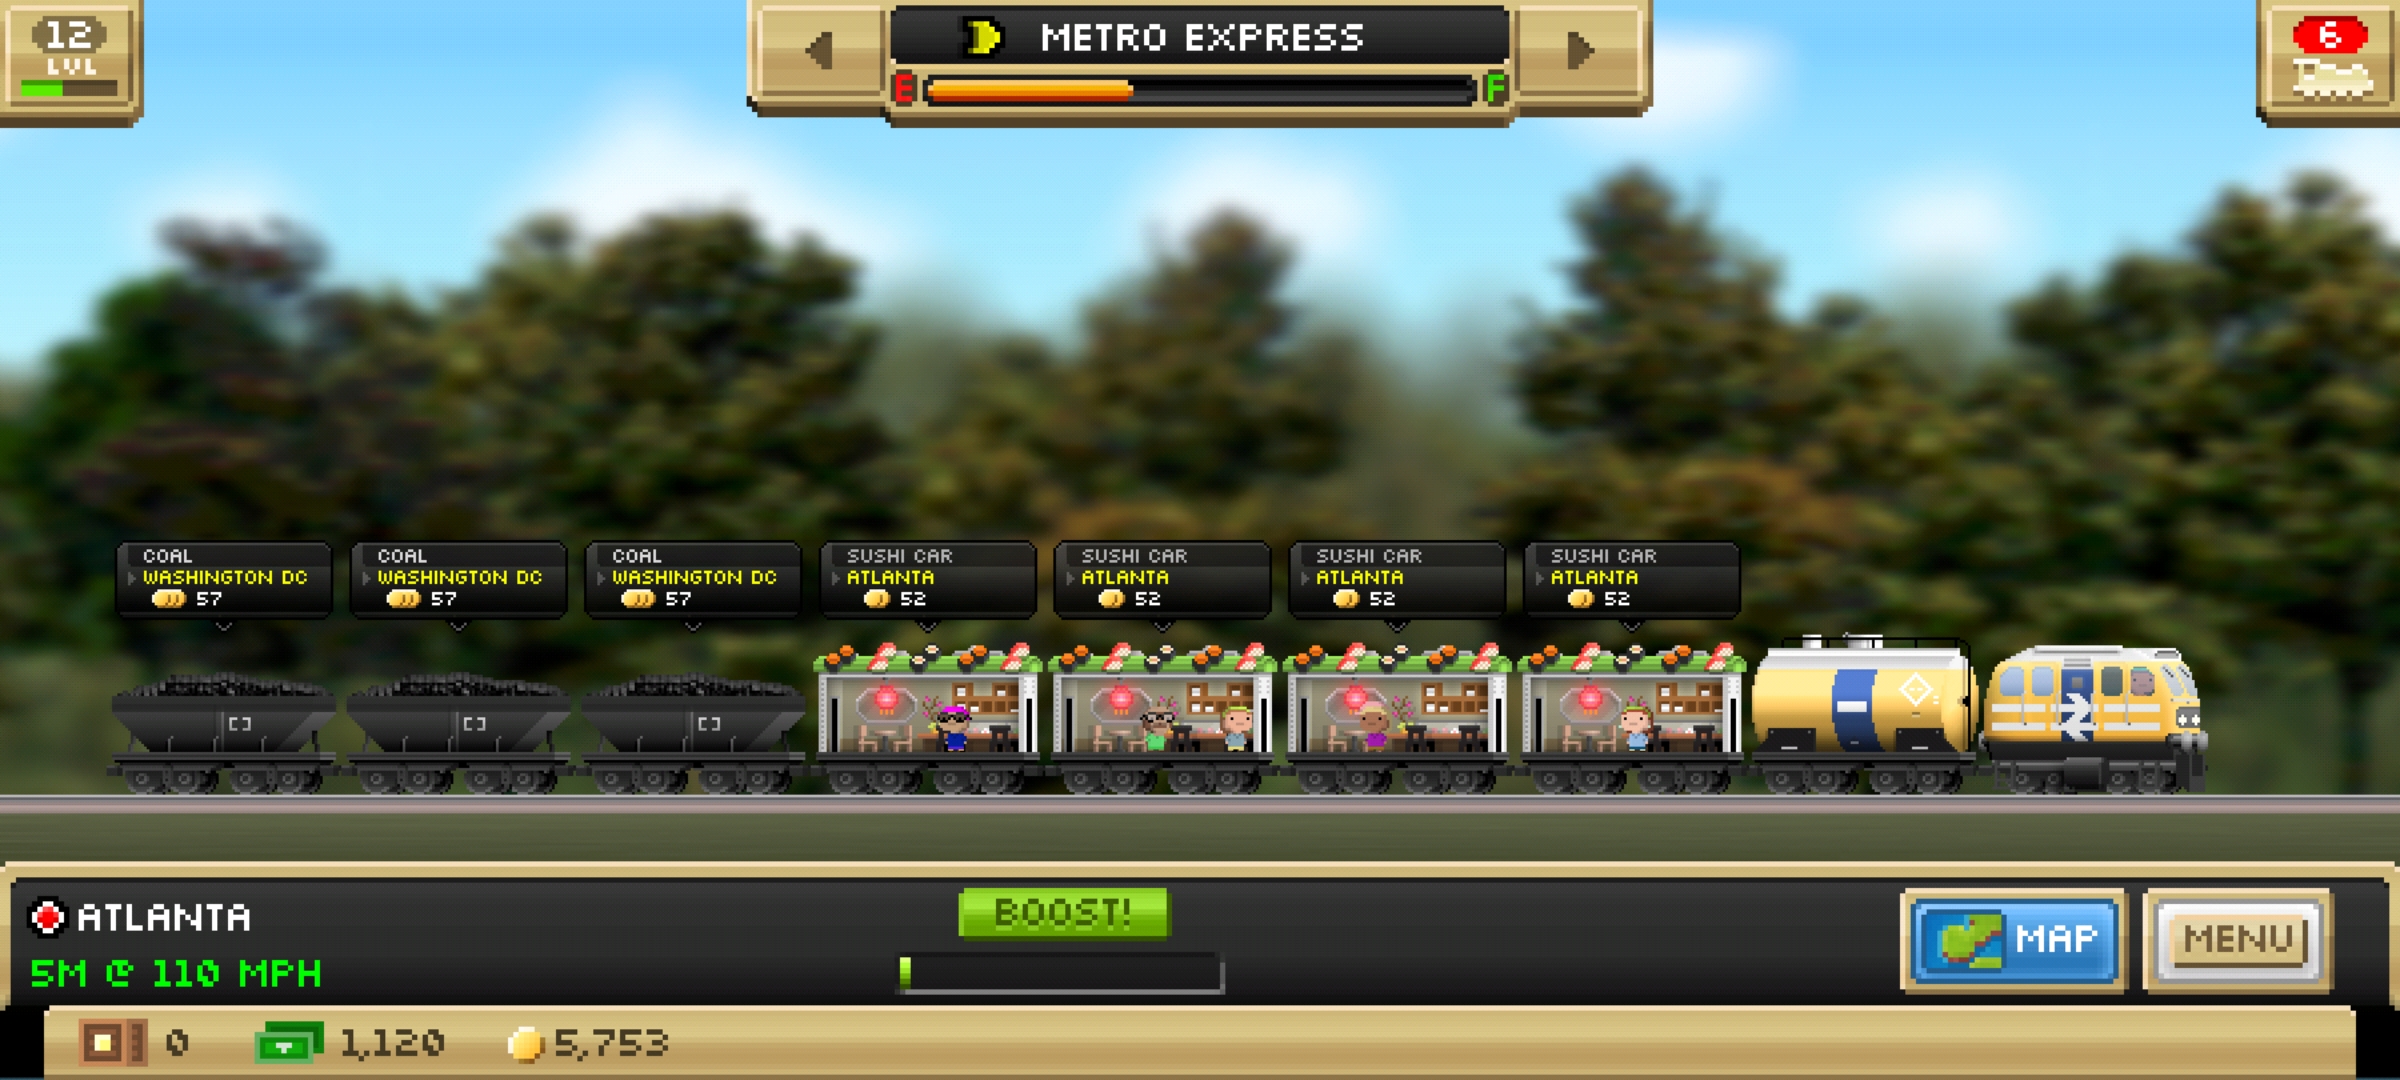 12
LVL
METRO EXPRESS
E F
6
COAL
WASHINGTON DC
57
COAL
WASHINGTON DC
57
COAL
WASHINGTON DC
57
SUSHI CAR
ATLANTA
52
SUSHI CAR
ATLANTA
52
SUSHI CAR
ATLANTA
52
SUSHI CAR
ATLANTA
52
ATLANTA
5M @ 110 MPH
BOOST!
MAP
MENU
0
1,120
5,753